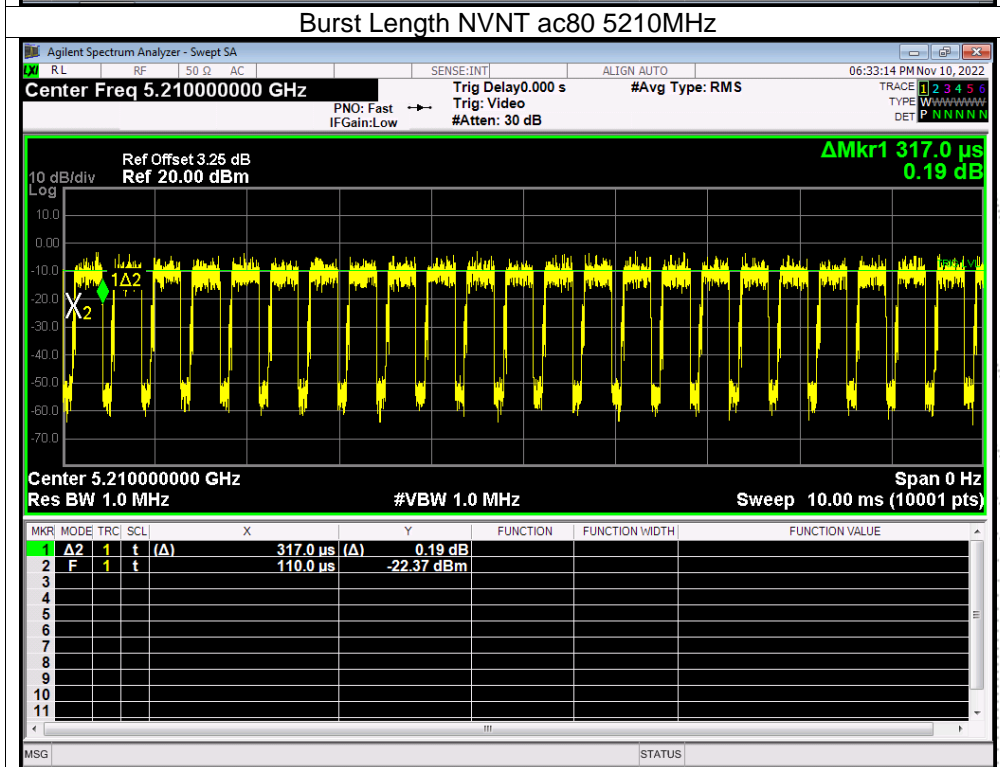 Burst Length NVNT ac80 5210MHz
Agilent Spectrum Analyzer - Swept SA
LXI RL RF 50 Ω AC SENSE:INT ALIGN AUTO 06:33:14 PM Nov 10, 2022
Center Freq 5.210000000 GHz Trig Delay0.000 s #Avg Type: RMS TRACE 1 2 3 4 5 6
PNO: Fast Trig: Video TYPE WWWWWW
IFGain:Low #Atten: 30 dB DET P N N N N N
ΔMkr1 317.0 µs
Ref Offset 3.25 dB
10 dB/div Ref 20.00 dBm 0.19 dB
Log
10.0
0.00
-10.0
1Δ2
-20.0
X2
-30.0
-40.0
-50.0
-60.0
-70.0
Center 5.210000000 GHz Span 0 Hz
Res BW 1.0 MHz #VBW 1.0 MHz Sweep 10.00 ms (10001 pts)
MKR MODE TRC SCL X Y FUNCTION FUNCTION WIDTH FUNCTION VALUE
1 Δ2 1 t (Δ) 317.0 µs (Δ) 0.19 dB
2 F 1 t 110.0 µs -22.37 dBm
3
4
5
6
7
8
9
10
11
MSG STATUS